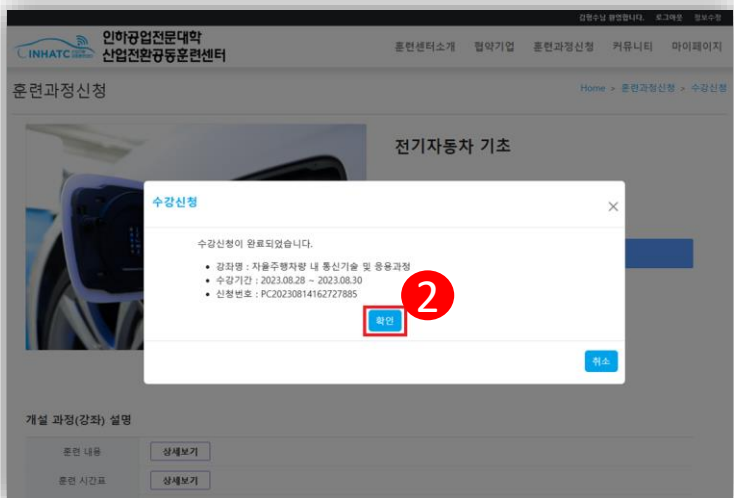 김형수님 환영합니다. 로그아웃 정보수정
INHATC 인하공업전문대학
산업전환공동훈련센터
훈련센터소개 협약기업 훈련과정신청 커뮤니티 마이페이지
훈련과정신청
Home > 훈련과정신청 > 수강신청
전기자동차 기초
수강신청
×
수강신청이 완료되었습니다.
• 강좌명 : 자율주행차량 내 통신기술 및 응용과정
• 수강기간 : 2023.08.28 ~ 2023.08.30
• 신청번호 : PC20230814162727885
2
확인
취소
개설 과정(강좌) 설명
훈련 내용 상세보기
훈련 시간표 상세보기